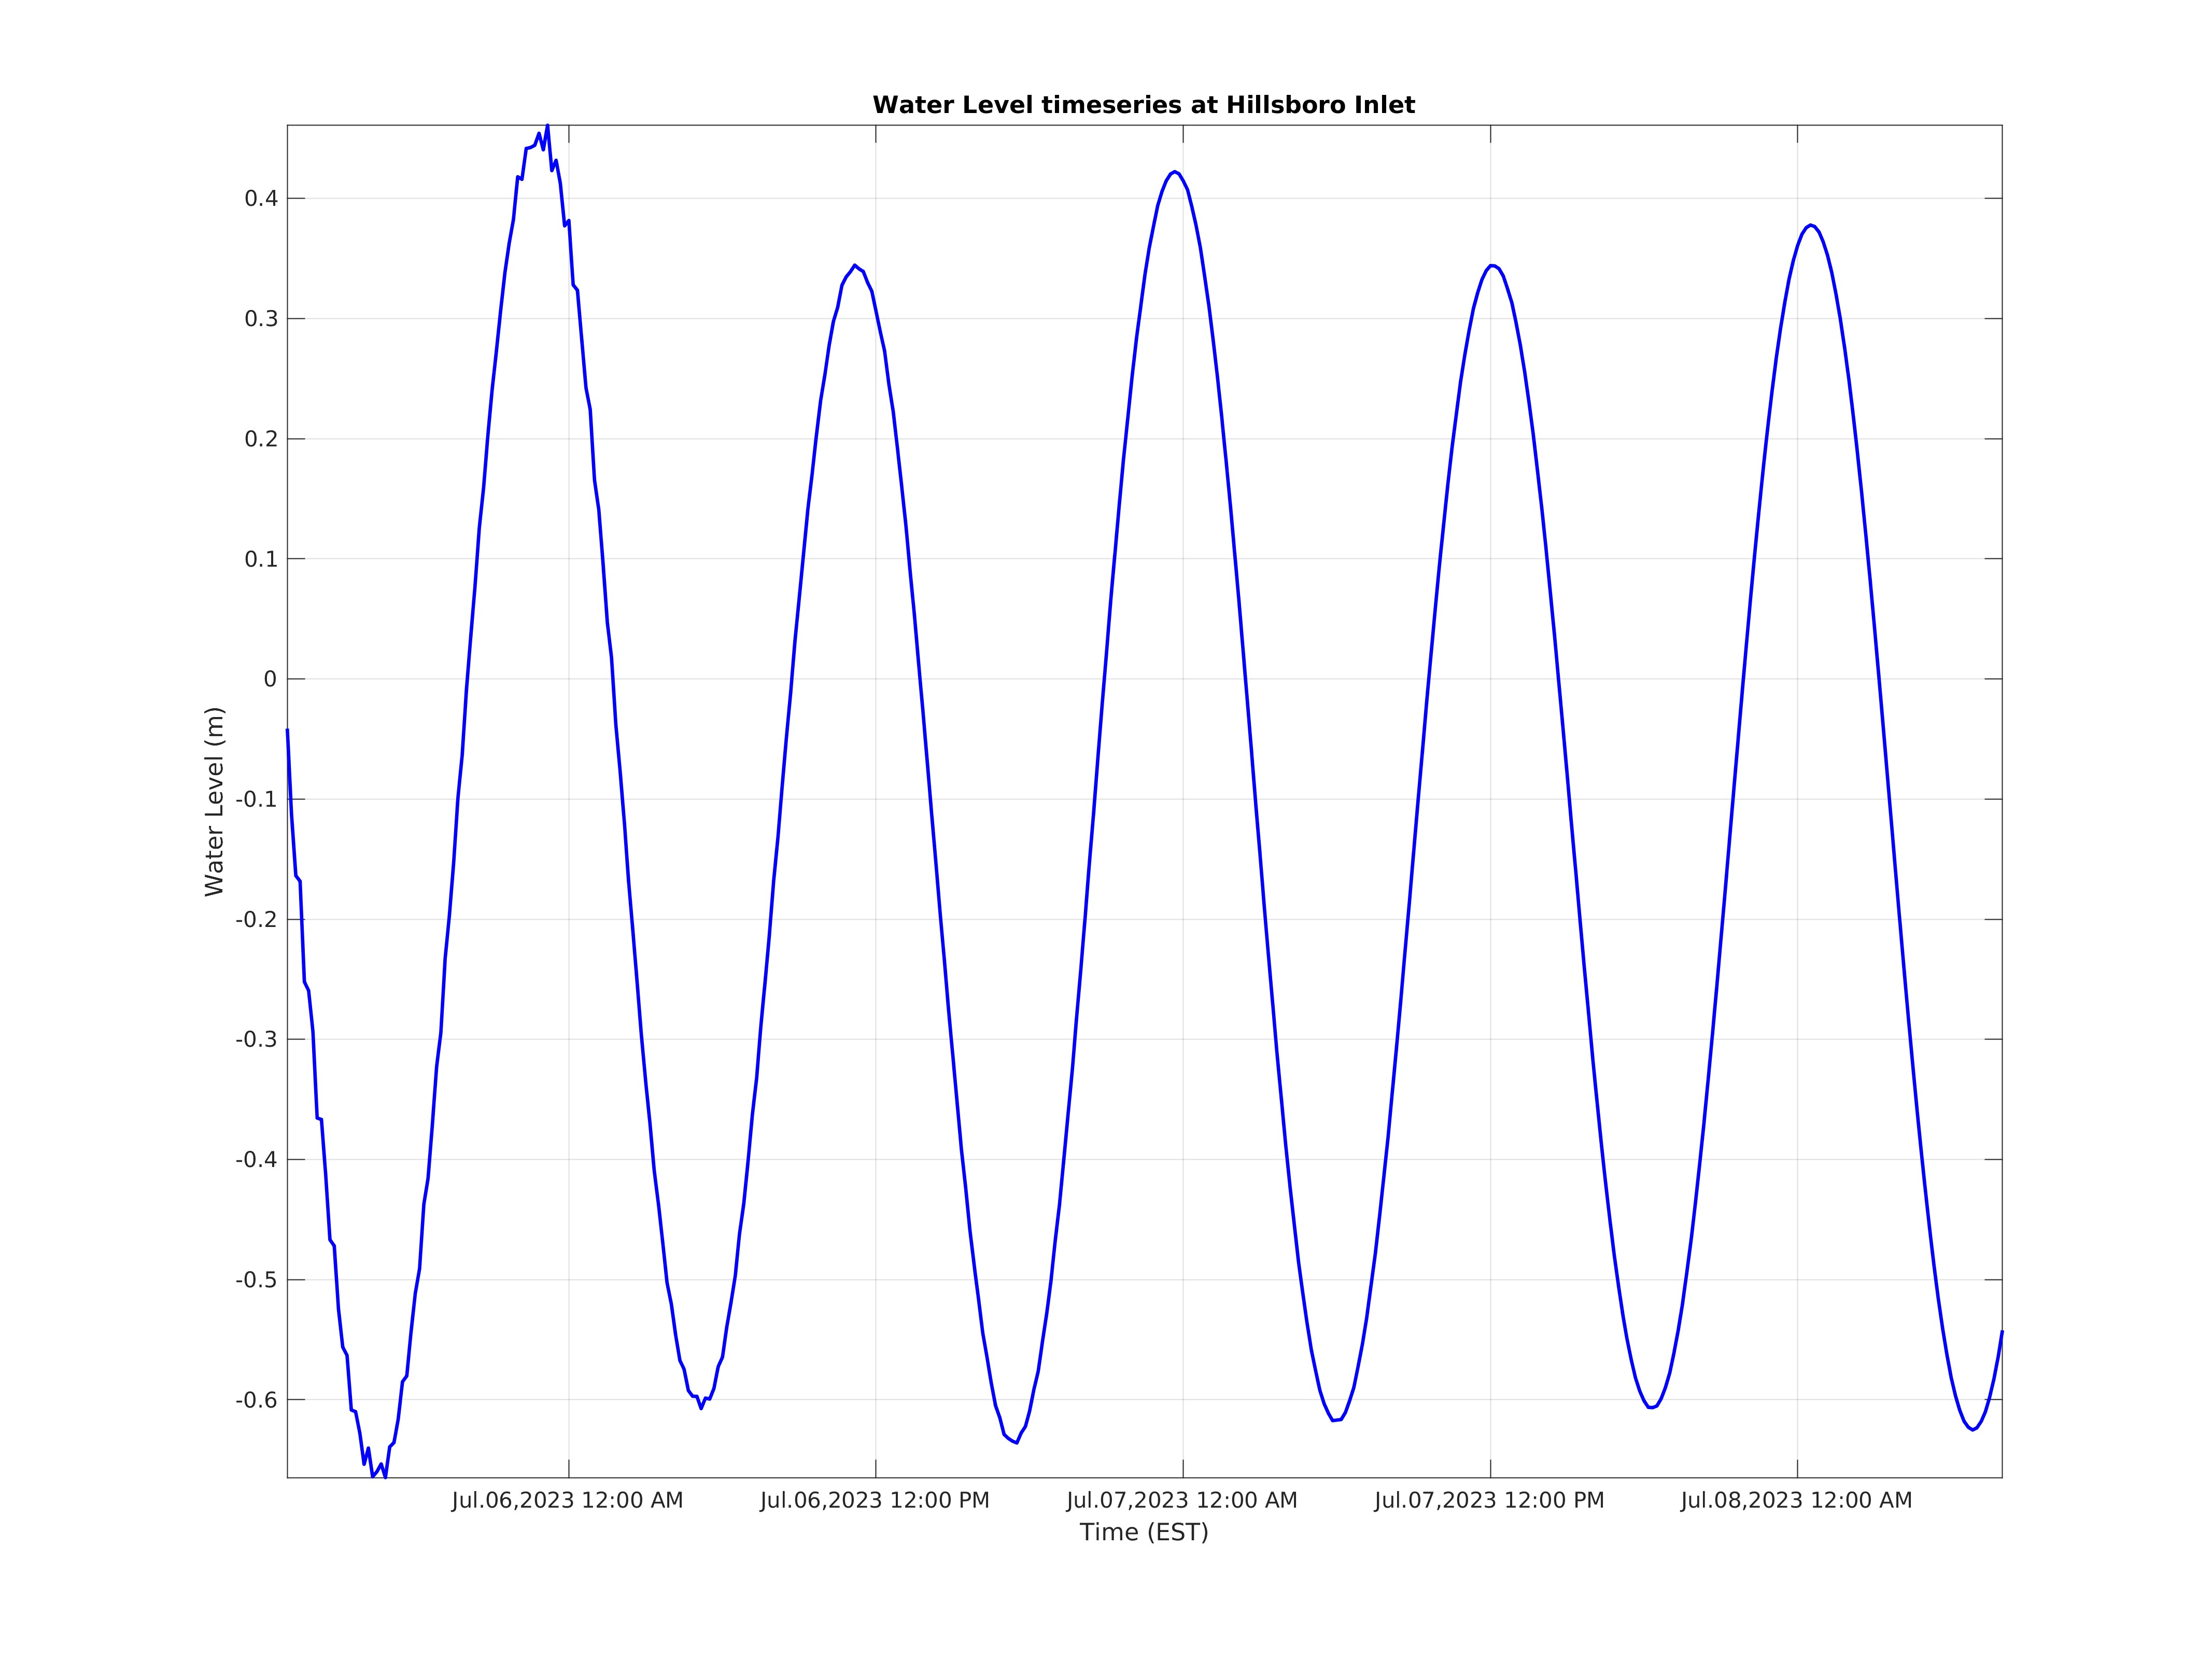 Water Level timeseries at Hillsboro Inlet
0.4
0.3
0.2
0.1
0
-0.1
-0.2
-0.3
-0.4
-0.5
-0.6
Water Level (m)
Jul.06,2023 12:00 AM Jul.06,2023 12:00 PM Jul.07,2023 12:00 AM Jul.07,2023 12:00 PM Jul.08,2023 12:00 AM
Time (EST)